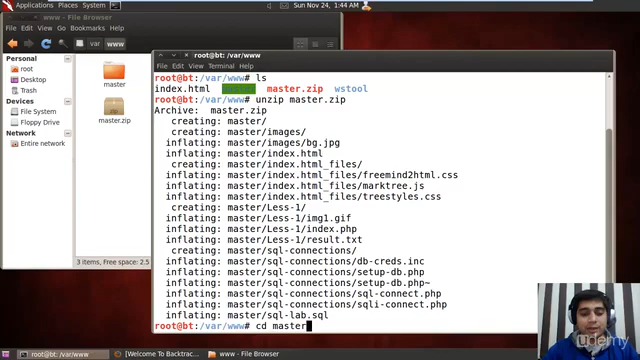 Applications Places System
Sun Nov 24, 1:44 AM
www - File Browser
File Edit View Go Bookmarks Help
var www
Personal
root
Desktop
Trash
Devices
File System
Floppy Drive
Network
Entire network
master
master.zip
3 items, Free space: 2.5
root@bt: /var/www
File Edit View Terminal Help
root@bt:/var/www# ls
index.html master master.zip wstool
root@bt:/var/www# unzip master.zip
Archive: master.zip
creating: master/
creating: master/images/
inflating: master/images/bg.jpg
inflating: master/index.html
creating: master/index.html_files/
inflating: master/index.html_files/freemind2html.css
inflating: master/index.html_files/marktree.js
inflating: master/index.html_files/treestyles.css
creating: master/Less-1/
inflating: master/Less-1/img1.gif
inflating: master/Less-1/index.php
inflating: master/Less-1/result.txt
creating: master/sql-connections/
inflating: master/sql-connections/db-creds.inc
inflating: master/sql-connections/setup-db.php
inflating: master/sql-connections/setup-db.php~
inflating: master/sql-connections/sql-connect.php
inflating: master/sql-connections/sqli-connect.php
inflating: master/sql-lab.sql
root@bt:/var/www# cd master
root@bt: /var/www
[Welcome To Backtrac...
www - File Browser
udemy